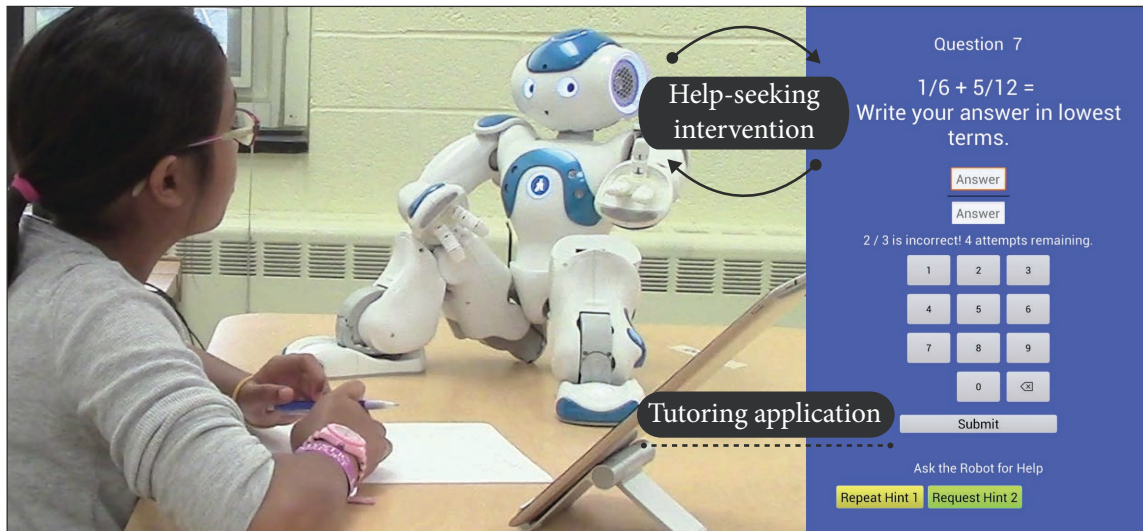 Help-seeking
intervention
Tutoring application
Question 7
1/6 + 5/12 =
Write your answer in lowest
terms.
Answer
Answer
2 / 3 is incorrect! 4 attempts remaining.
1 2 3
4 5 6
7 8 9
0
Submit
Ask the Robot for Help
Repeat Hint 1 Request Hint 2